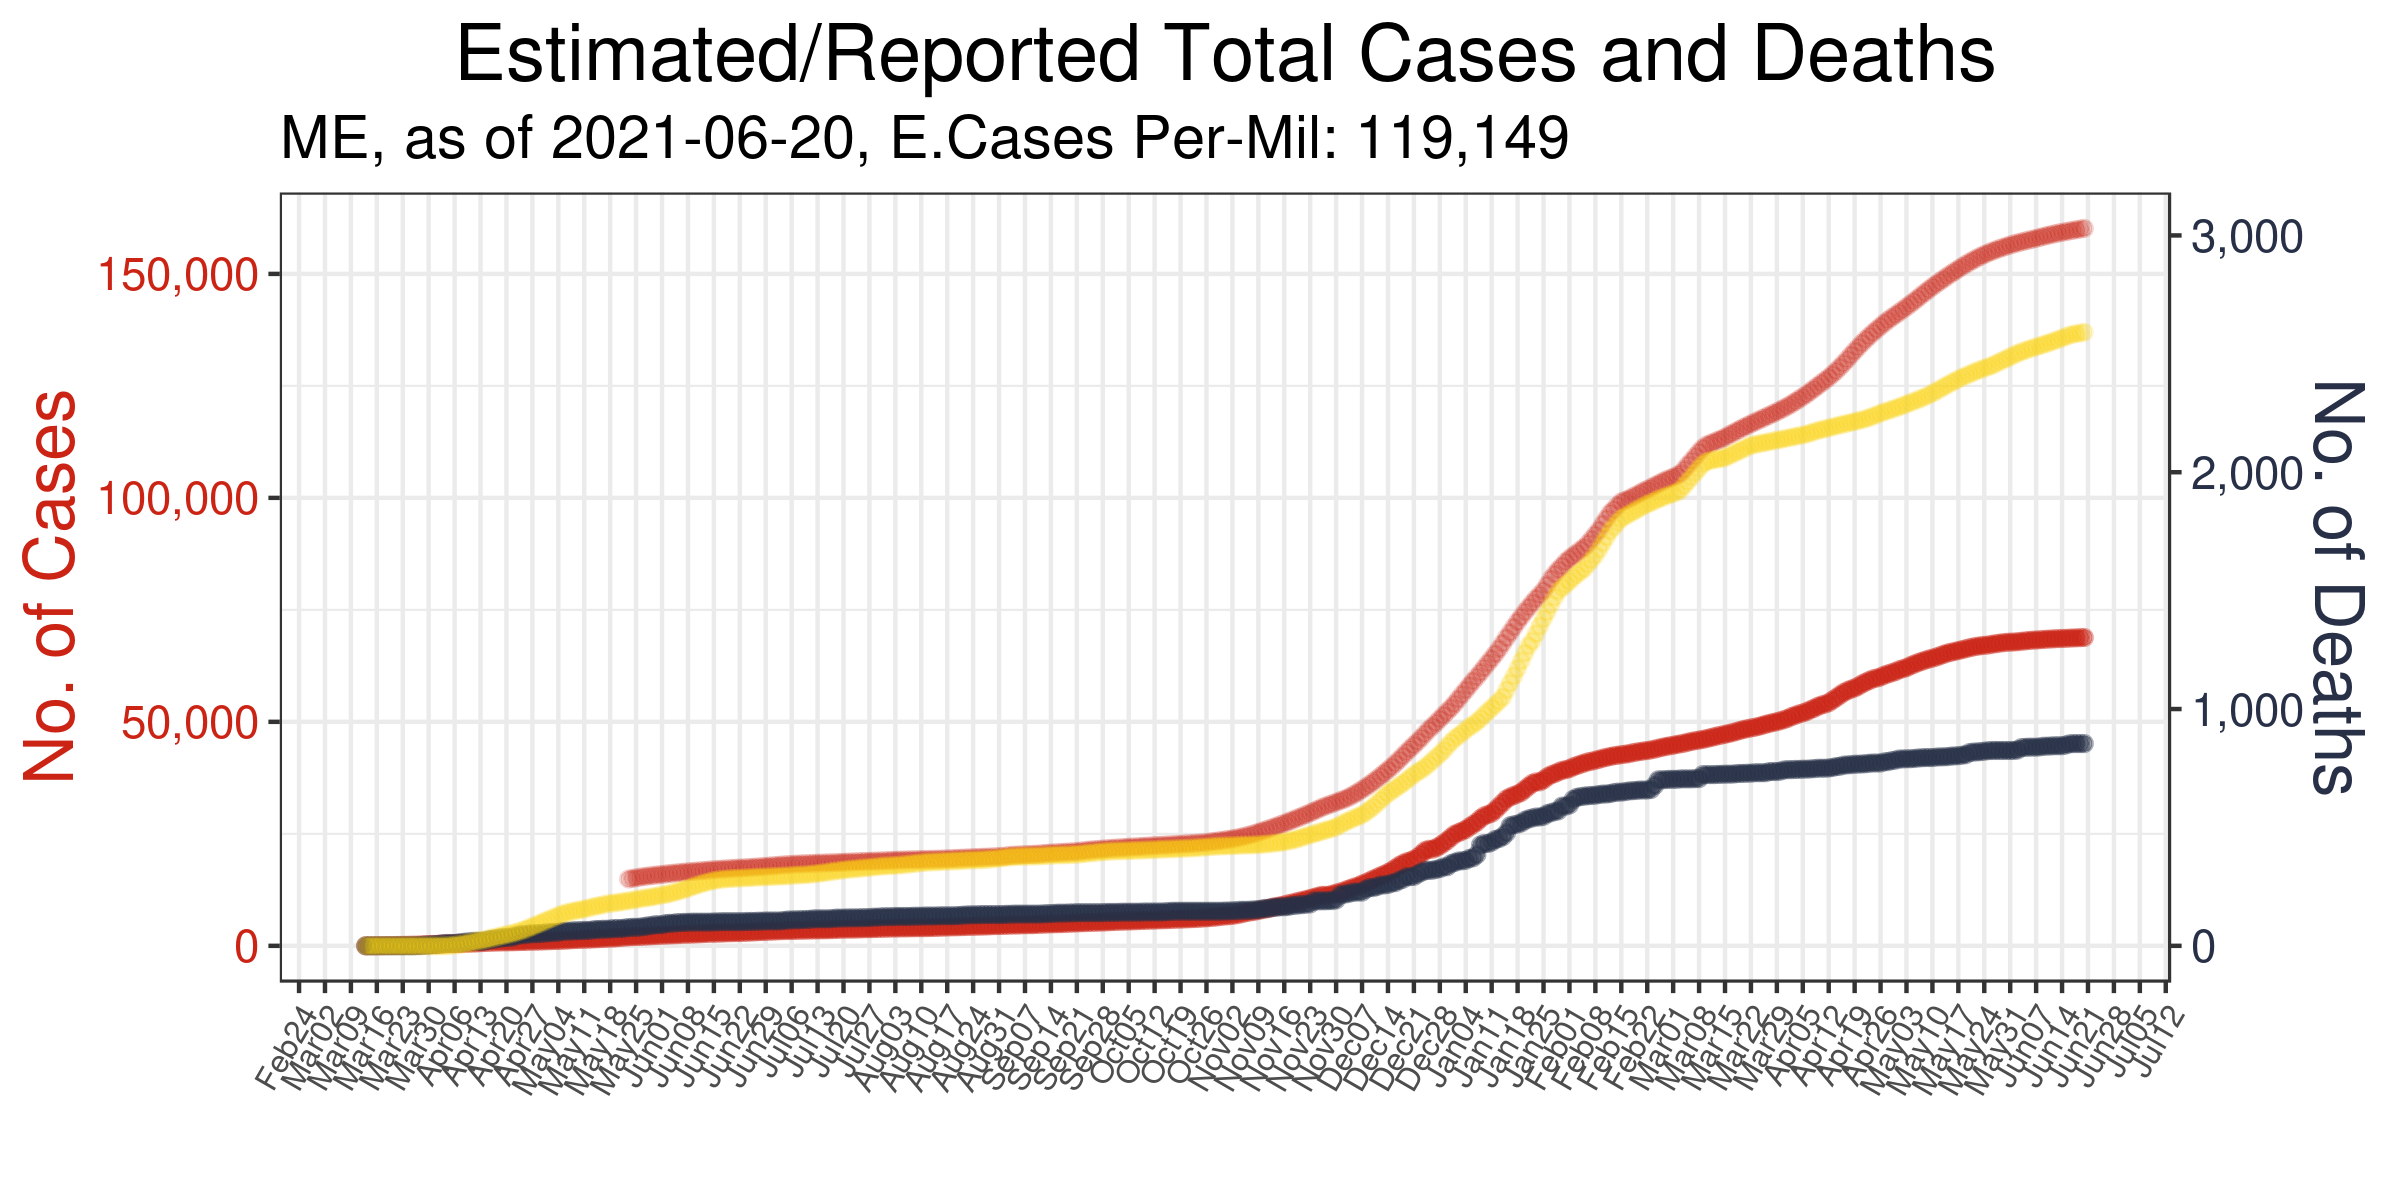 Estimated/Reported Total Cases and Deaths
ME, as of 2021-06-20, E.Cases Per-Mil: 119,149
No. of Cases
150,000
100,000
50,000
0
3,000
2,000
1,000
0
No. of Deaths
Feb24
Mar02
Mar09
Mar16
Mar23
Mar30
Apr06
Apr13
Apr20
Apr27
May04
May11
May18
May25
Jun01
Jun08
Jun15
Jun22
Jun29
Jul06
Jul13
Jul20
Jul27
Aug03
Aug10
Aug17
Aug24
Aug31
Sep07
Sep14
Sep21
Sep28
Oct05
Oct12
Oct19
Oct26
Nov02
Nov09
Nov16
Nov23
Nov30
Dec07
Dec14
Dec21
Dec28
Jan04
Jan11
Jan18
Jan25
Feb01
Feb08
Feb15
Feb22
Mar01
Mar08
Mar15
Mar22
Mar29
Apr05
Apr12
Apr19
Apr26
May03
May10
May17
May24
May31
Jun07
Jun14
Jun21
Jun28
Jul05
Jul12